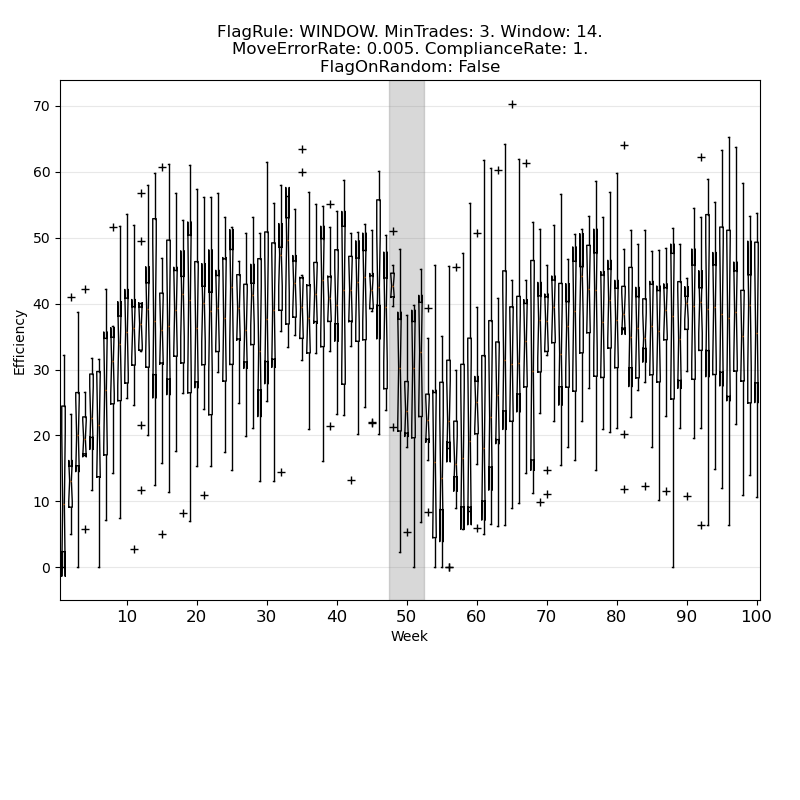 FlagRule: WINDOW. MinTrades: 3. Window: 14.
MoveErrorRate: 0.005. ComplianceRate: 1.
FlagOnRandom: False
70
60
50
40
30
20
10
0
Efficiency
10 20 30 40 50 60 70 80 90 100
Week